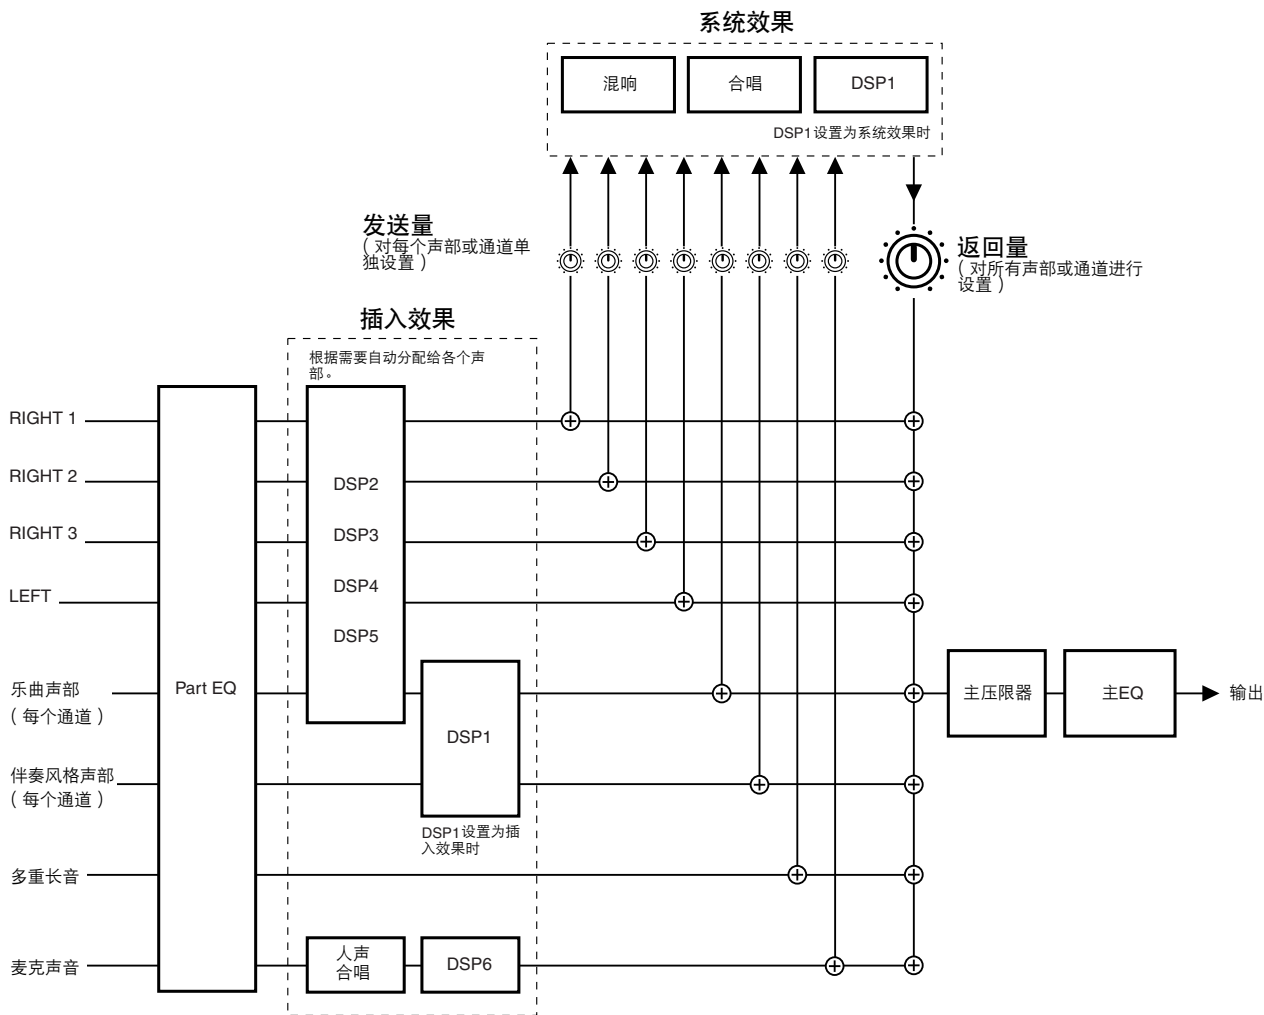 系统效果
混响
合唱
DSP1
DSP1设置为系统效果时
发送量
（对每个声部或通道单
独设置）
返回量
（对所有声部或通道进行
设置）
插入效果
根据需要自动分配给各个声
部。
RIGHT 1
RIGHT 2
RIGHT 3
LEFT
乐曲声部
（每个通道）
伴奏风格声部
（每个通道）
多重长音
麦克声音
Part EQ
DSP2
DSP3
DSP4
DSP5
DSP1
DSP1设置为插
入效果时
人声
合唱
DSP6
主压限器
主EQ
输出